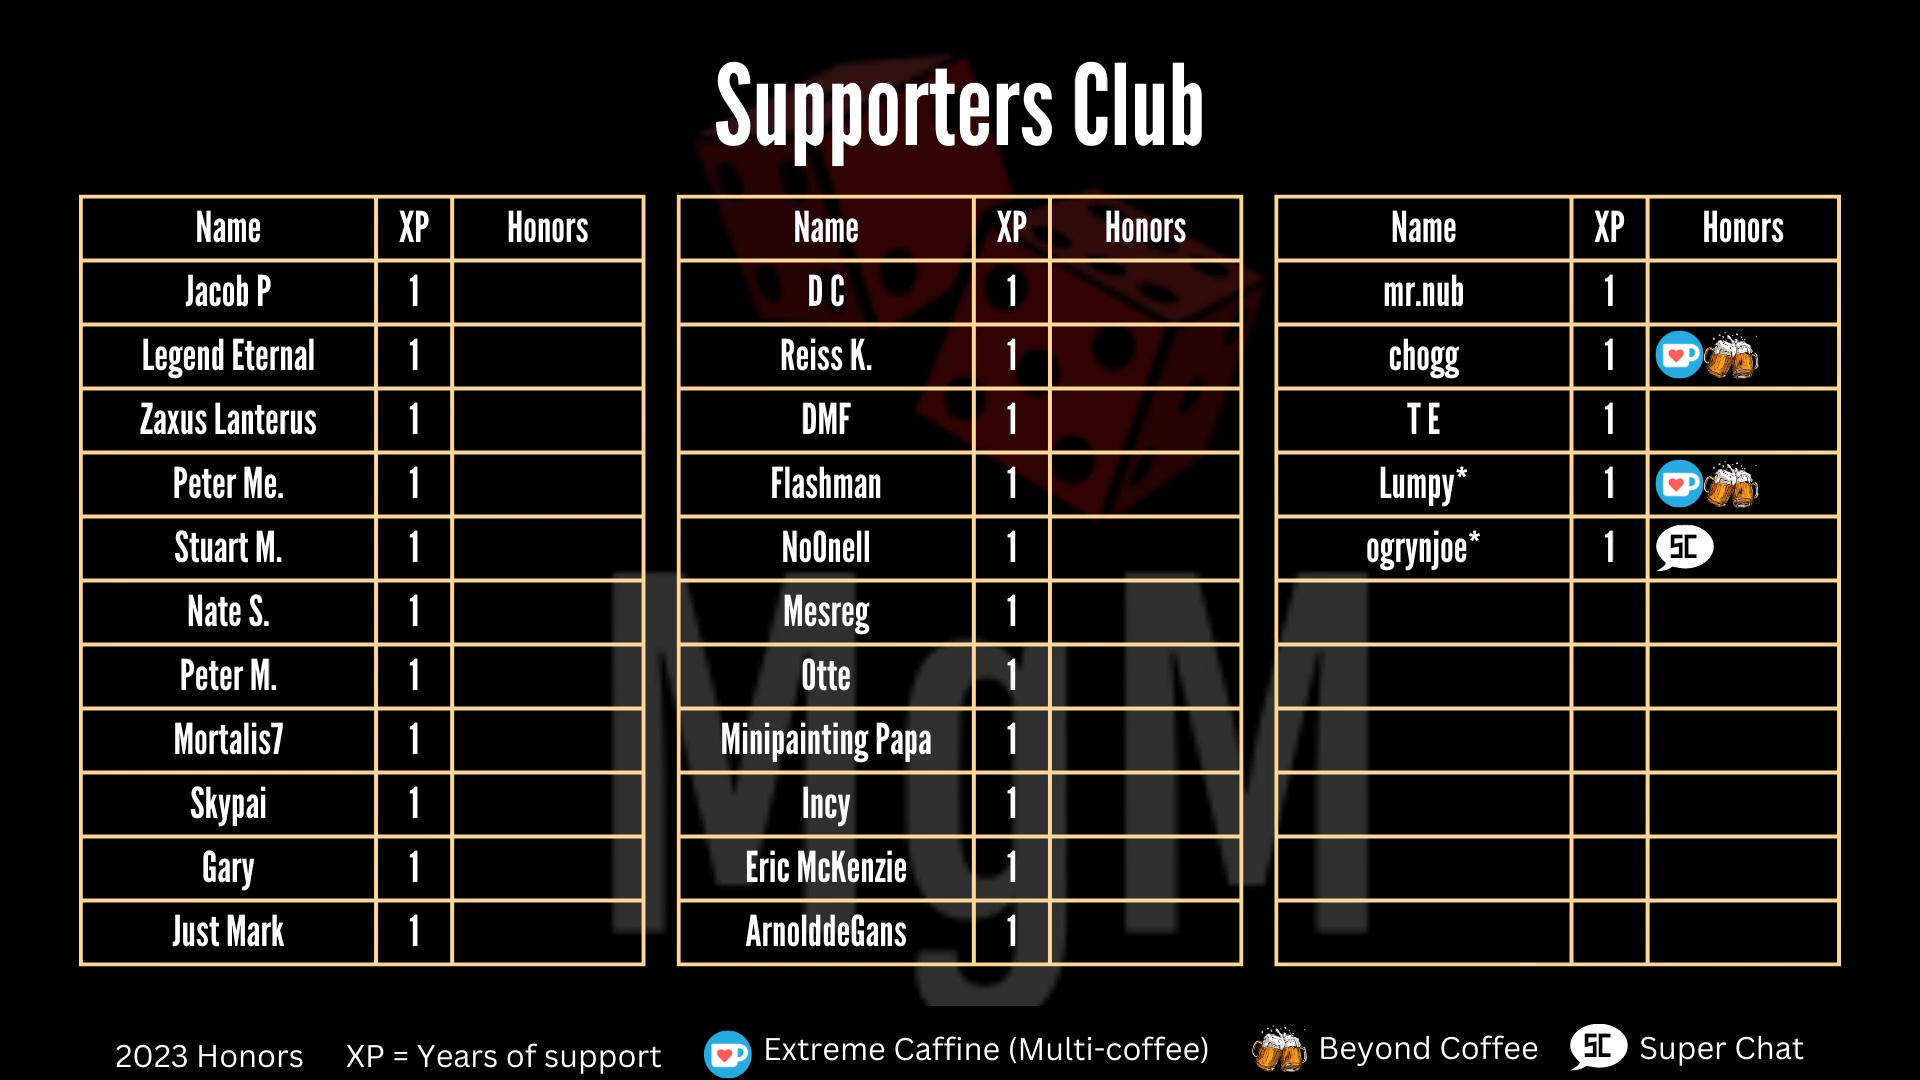 Supporters Club
Name XP Honors
Jacob P 1
Legend Eternal 1
Zaxus Lanterus 1
Peter Me. 1
Stuart M. 1
Nate S. 1
Peter M. 1
Mortalis7 1
Skypai 1
Gary 1
Just Mark 1
Name XP Honors
D C 1
Reiss K. 1
DMF 1
Flashman 1
NoOnell 1
Mesreg 1
Otte 1
Minipainting Papa 1
Incy 1
Eric McKenzie 1
ArnolddeGans 1
Name XP Honors
mr.nub 1
chogg 1
T E 1
Lumpy* 1
ogrynjoe* 1 SC
MgM
2023 Honors XP = Years of support Extreme Caffine (Multi-coffee) Beyond Coffee SC Super Chat